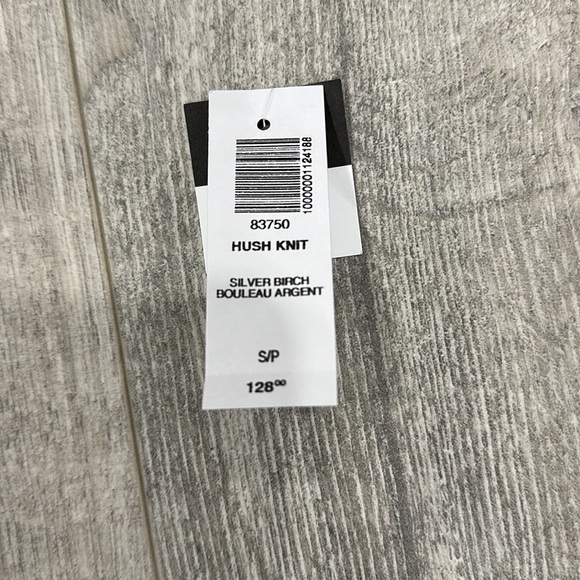 10000001124188
83750
HUSH KNIT
SILVER BIRCH
BOULEAU ARGENT
S/P
128⁰⁰